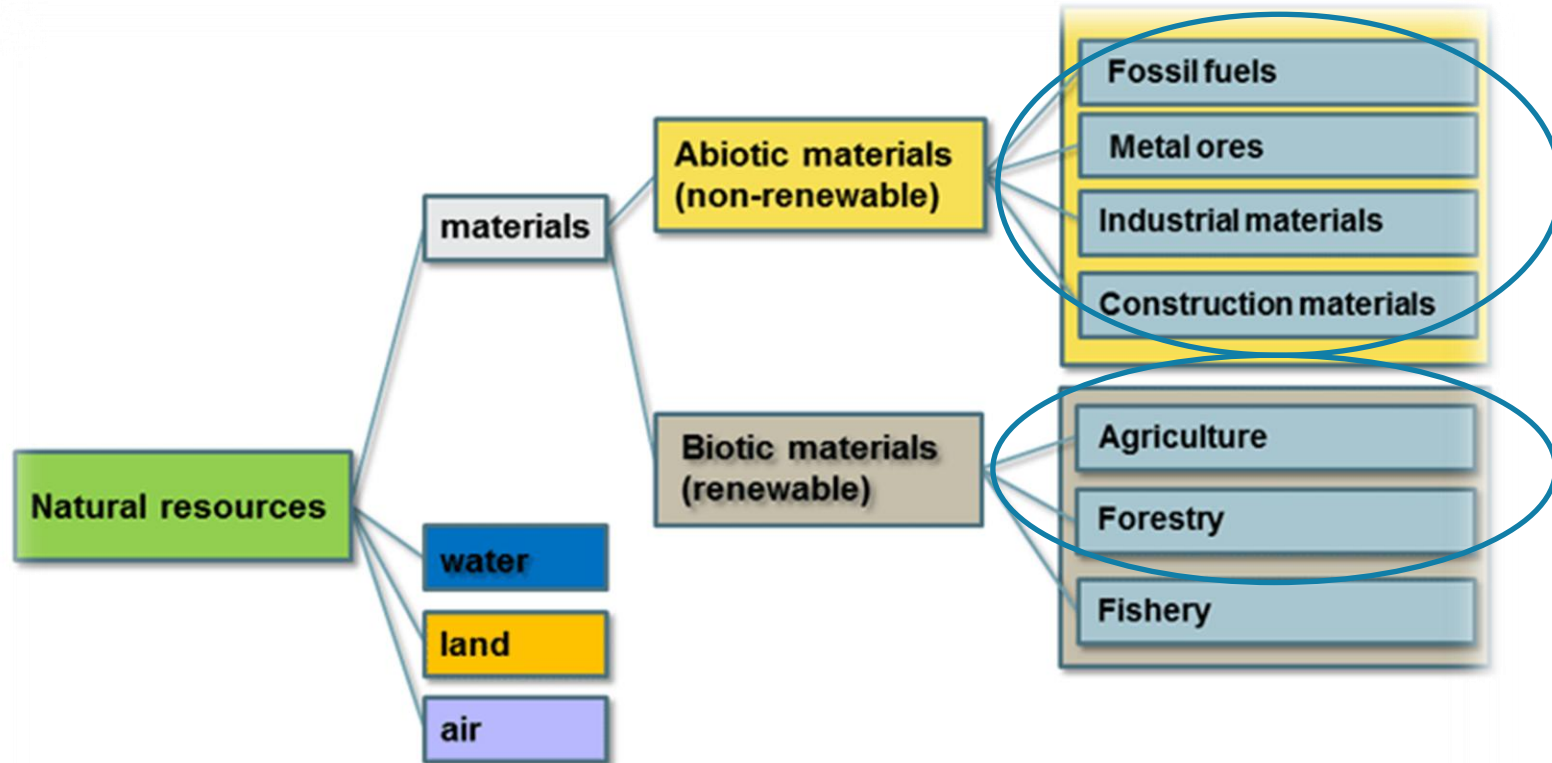 Natural resources
materials
water
land
air
Abiotic materials
(non-renewable)
Biotic materials
(renewable)
Fossil fuels
Metal ores
Industrial materials
Construction materials
Agriculture
Forestry
Fishery